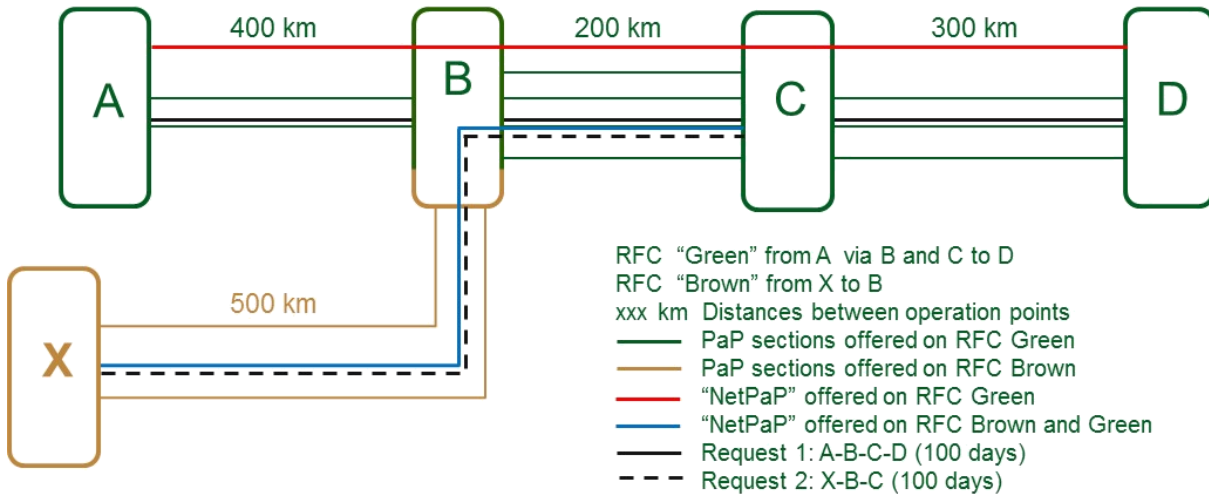 400 km
200 km
300 km
A
B
C
D
500 km
X
RFC “Green” from A via B and C to D
RFC “Brown” from X to B
xxx km Distances between operation points
PaP sections offered on RFC Green
PaP sections offered on RFC Brown
“NetPaP” offered on RFC Green
“NetPaP” offered on RFC Brown and Green
Request 1: A-B-C-D (100 days)
Request 2: X-B-C (100 days)